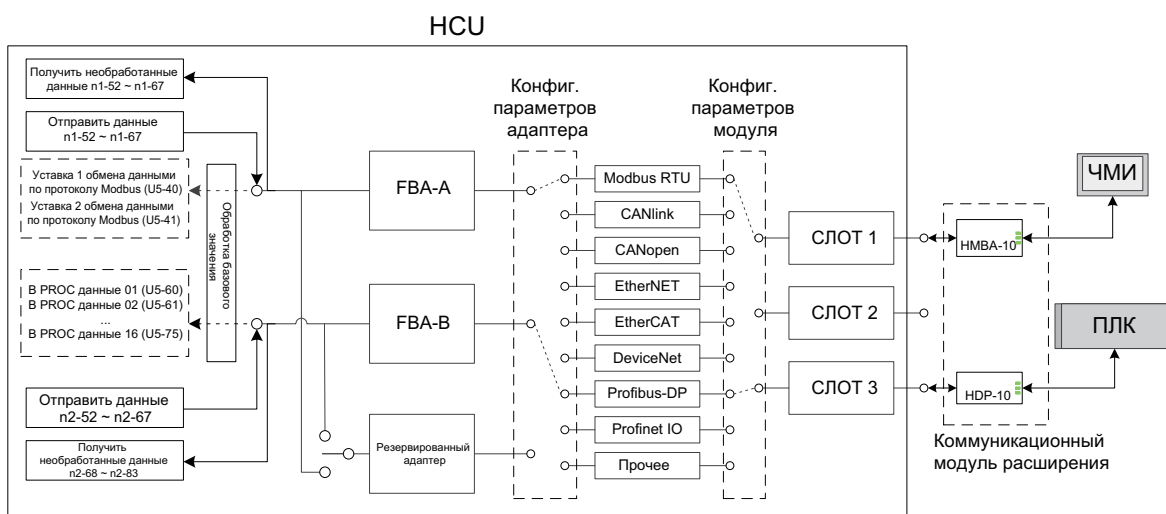 HCU
Получить необработанные
данные n1-52 ~ n1-67
Отправить данные
n1-52 ~ n1-67
Уставка 1 обмена данными
по протоколу Modbus (U5-40)
Уставка 2 обмена данными
по протоколу Modbus (U5-41)
В PROC данные 01 (U5-60)
В PROC данные 02 (U5-61)
...
В PROC данные 16 (U5-75)
Отправить данные
n2-52 ~ n2-67
Получить
необработанные данные
n2-68 ~ n2-83
Обработка базового
значения
FBA-A
FBA-B
Резервированный
адаптер
Конфиг.
параметров
адаптера
Modbus RTU
CANlink
CANopen
EtherNET
EtherCAT
DeviceNet
Profibus-DP
Profinet IO
Прочее
Конфиг.
параметров
модуля
СЛОТ 1
СЛОТ 2
СЛОТ 3
HMBA-10
HDP-10
Коммуникационный
модуль расширения
ЧМИ
ПЛК